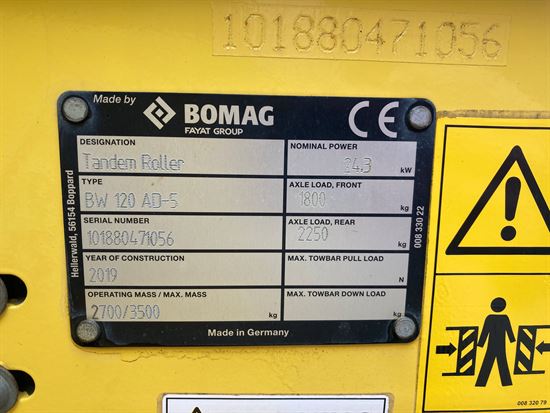 101880471056
Made by BOMAG
FAYAT GROUP
CE
DESIGNATION
Tandem Roller
NOMINAL POWER
24.3 kW
TYPE
BW 120 AD-5
AXLE LOAD, FRONT
1800 kg
SERIAL NUMBER
101880471056
AXLE LOAD, REAR
2250 kg
YEAR OF CONSTRUCTION
2019
MAX. TOWBAR PULL LOAD
N
OPERATING MASS / MAX. MASS
2700/3500 kg
MAX. TOWBAR DOWN LOAD
kg
Made in Germany
Hellerwald, 56154 Boppard
008 330 22
008 320 79